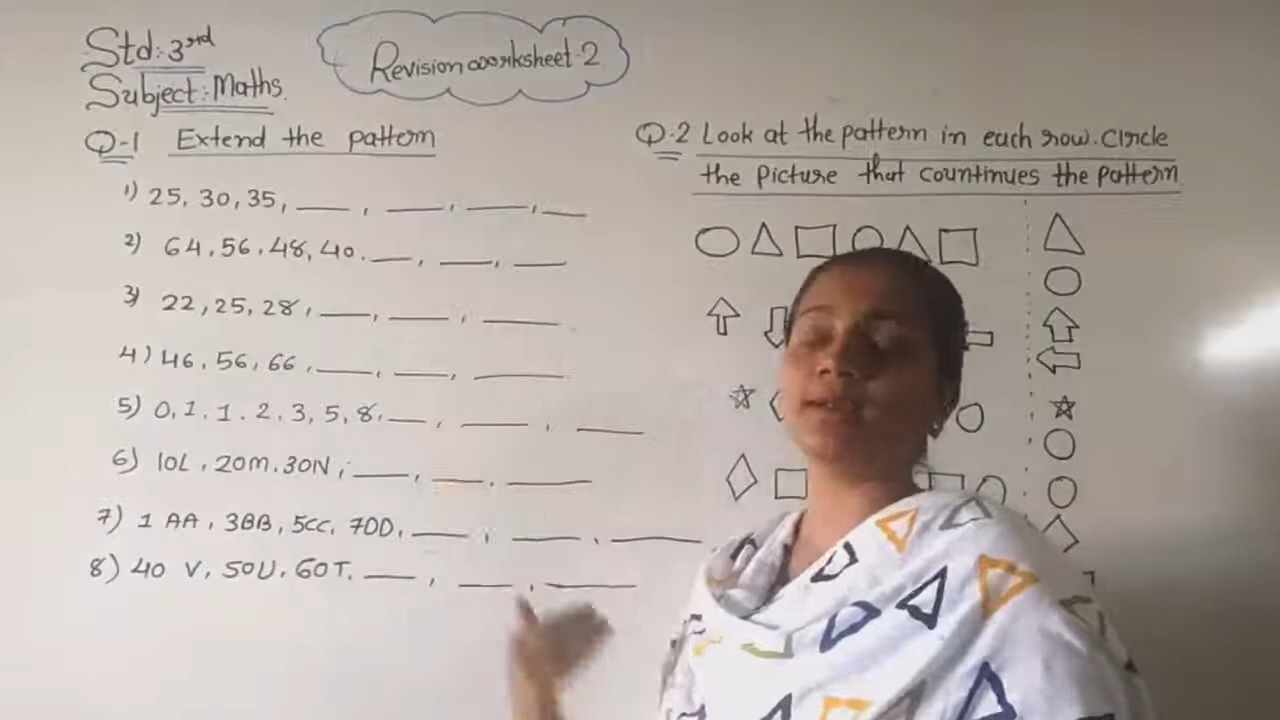 Std: 3rd
Subject: Maths.
Revision worksheet-2
Q-1 Extend the pattern
1) 25, 30, 35, ___, ___, ___, ___
2) 64, 56, 48, 40, ___, ___, ___
3) 22, 25, 28, ___, ___, ___
4) 46, 56, 66, ___, ___, ___
5) 0, 1, 1, 2, 3, 5, 8, ___, ___, ___
6) 10L, 20M, 30N, ___, ___, ___
7) 1 AA, 3BB, 5CC, 7DD, ___, ___, ___
8) 40 V, 50U, 60T, ___, ___, ___
Q.2 Look at the pattern in each row. Circle
the picture that countinues the pattern